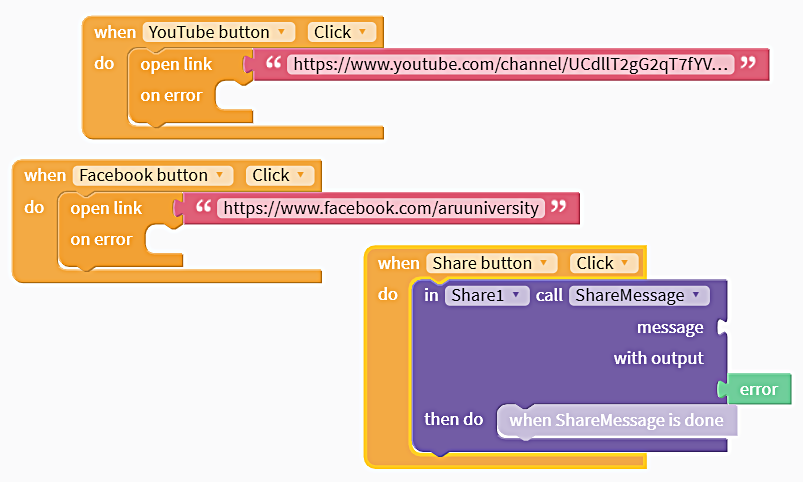 when YouTube button Click
do open link “ https://www.youtube.com/channel/UCdllT2gG2qT7fYV... ”
on error
when Facebook button Click
do open link “ https://www.facebook.com/aruuniversity ”
on error
when Share button Click
do in Share1 call ShareMessage
message
with output
error
then do when ShareMessage is done